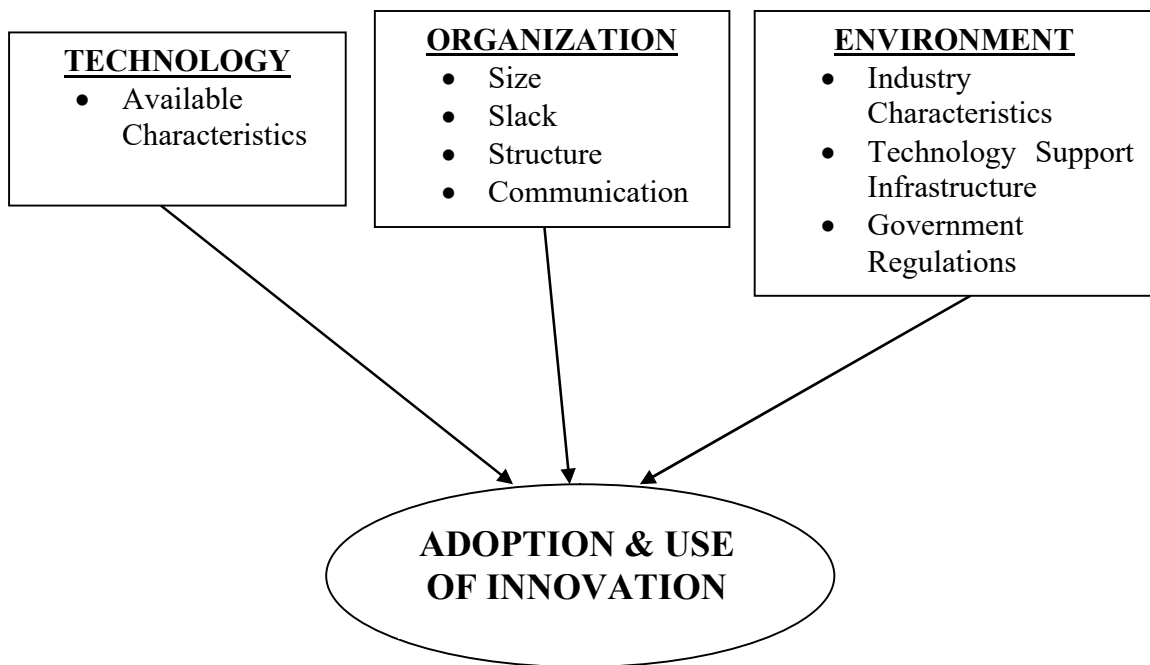 TECHNOLOGY
• Available
Characteristics
ORGANIZATION
• Size
• Slack
• Structure
• Communication
ENVIRONMENT
• Industry
Characteristics
• Technology Support
Infrastructure
• Government
Regulations
ADOPTION & USE
OF INNOVATION